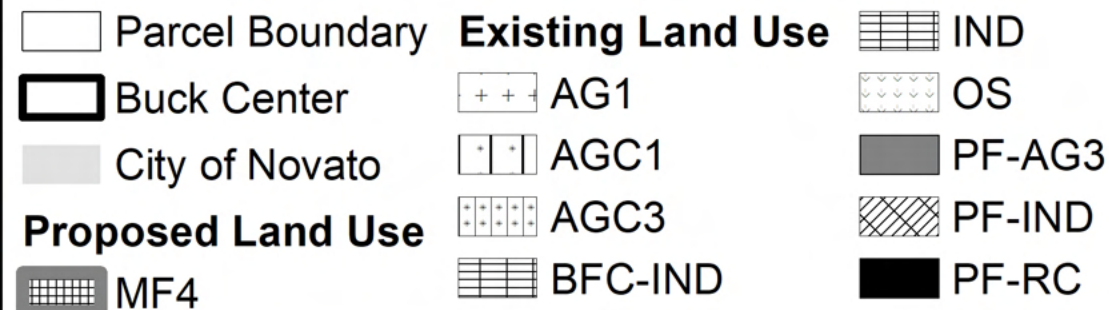 Parcel Boundary
Buck Center
City of Novato
Proposed Land Use
MF4
Existing Land Use
AG1
AGC1
AGC3
BFC-IND
IND
OS
PF-AG3
PF-IND
PF-RC